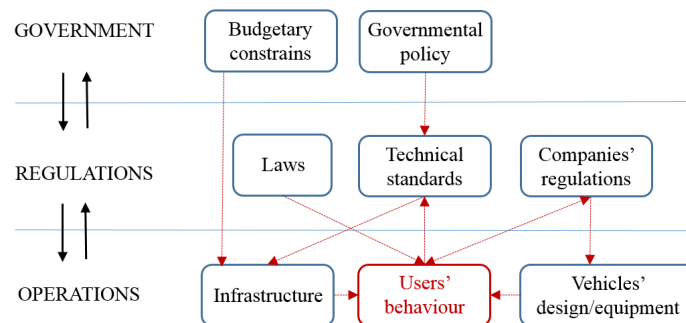 GOVERNMENT
Budgetary
constrains
Governmental
policy
REGULATIONS
Laws
Technical
standards
Companies’
regulations
OPERATIONS
Infrastructure
Users’
behaviour
Vehicles’
design/equipment